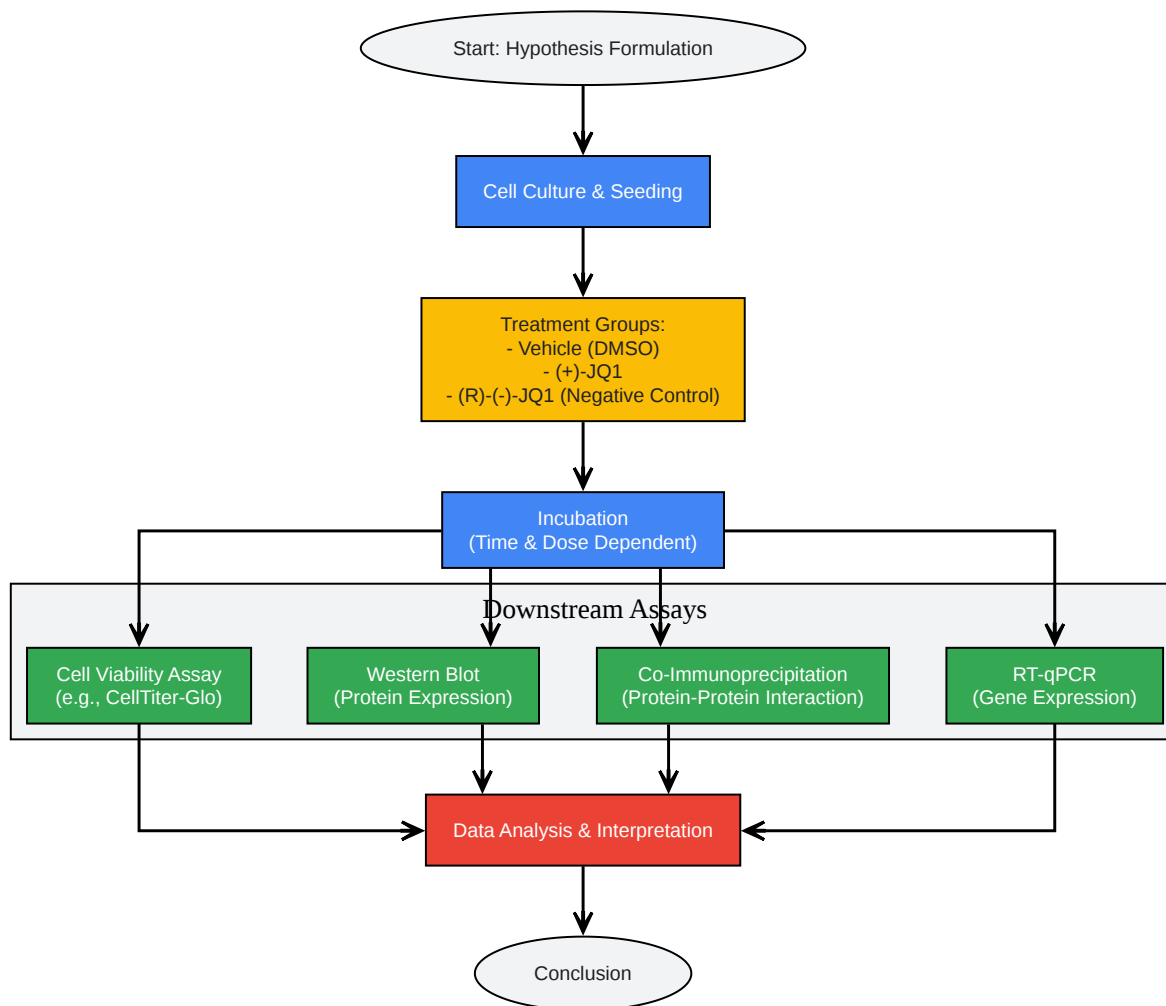 Start: Hypothesis Formulation
Cell Culture & Seeding
Treatment Groups:
- Vehicle (DMSO)
- (+)-JQ1
- (R)-(-)-JQ1 (Negative Control)
Incubation
(Time & Dose Dependent)
Downstream Assays
Cell Viability Assay
(e.g., CellTiter-Glo)
Western Blot
(Protein Expression)
Co-Immunoprecipitation
(Protein-Protein Interaction)
RT-qPCR
(Gene Expression)
Data Analysis & Interpretation
Conclusion